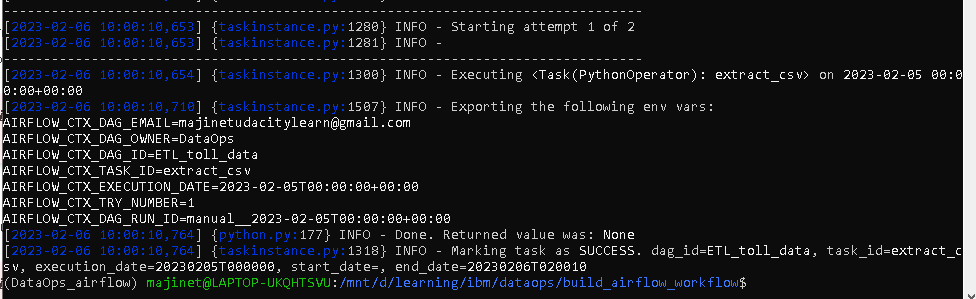 --------------------------------------------------------------------------------
[2023-02-06 10:00:10,653] {taskinstance.py:1280} INFO - Starting attempt 1 of 2
[2023-02-06 10:00:10,653] {taskinstance.py:1281} INFO -
--------------------------------------------------------------------------------
[2023-02-06 10:00:10,654] {taskinstance.py:1300} INFO - Executing <Task(PythonOperator): extract_csv> on 2023-02-05 00:0
0:00+00:00
[2023-02-06 10:00:10,710] {taskinstance.py:1507} INFO - Exporting the following env vars:
AIRFLOW_CTX_DAG_EMAIL=majinetudacitylearn@gmail.com
AIRFLOW_CTX_DAG_OWNER=DataOps
AIRFLOW_CTX_DAG_ID=ETL_toll_data
AIRFLOW_CTX_TASK_ID=extract_csv
AIRFLOW_CTX_EXECUTION_DATE=2023-02-05T00:00:00+00:00
AIRFLOW_CTX_TRY_NUMBER=1
AIRFLOW_CTX_DAG_RUN_ID=manual__2023-02-05T00:00:00+00:00
[2023-02-06 10:00:10,764] {python.py:177} INFO - Done. Returned value was: None
[2023-02-06 10:00:10,764] {taskinstance.py:1318} INFO - Marking task as SUCCESS. dag_id=ETL_toll_data, task_id=extract_c
sv, execution_date=20230205T000000, start_date=, end_date=20230206T020010
(DataOps_airflow) majinet@LAPTOP-UKQHTSVU:/mnt/d/learning/ibm/dataops/build_airflow_workflow$